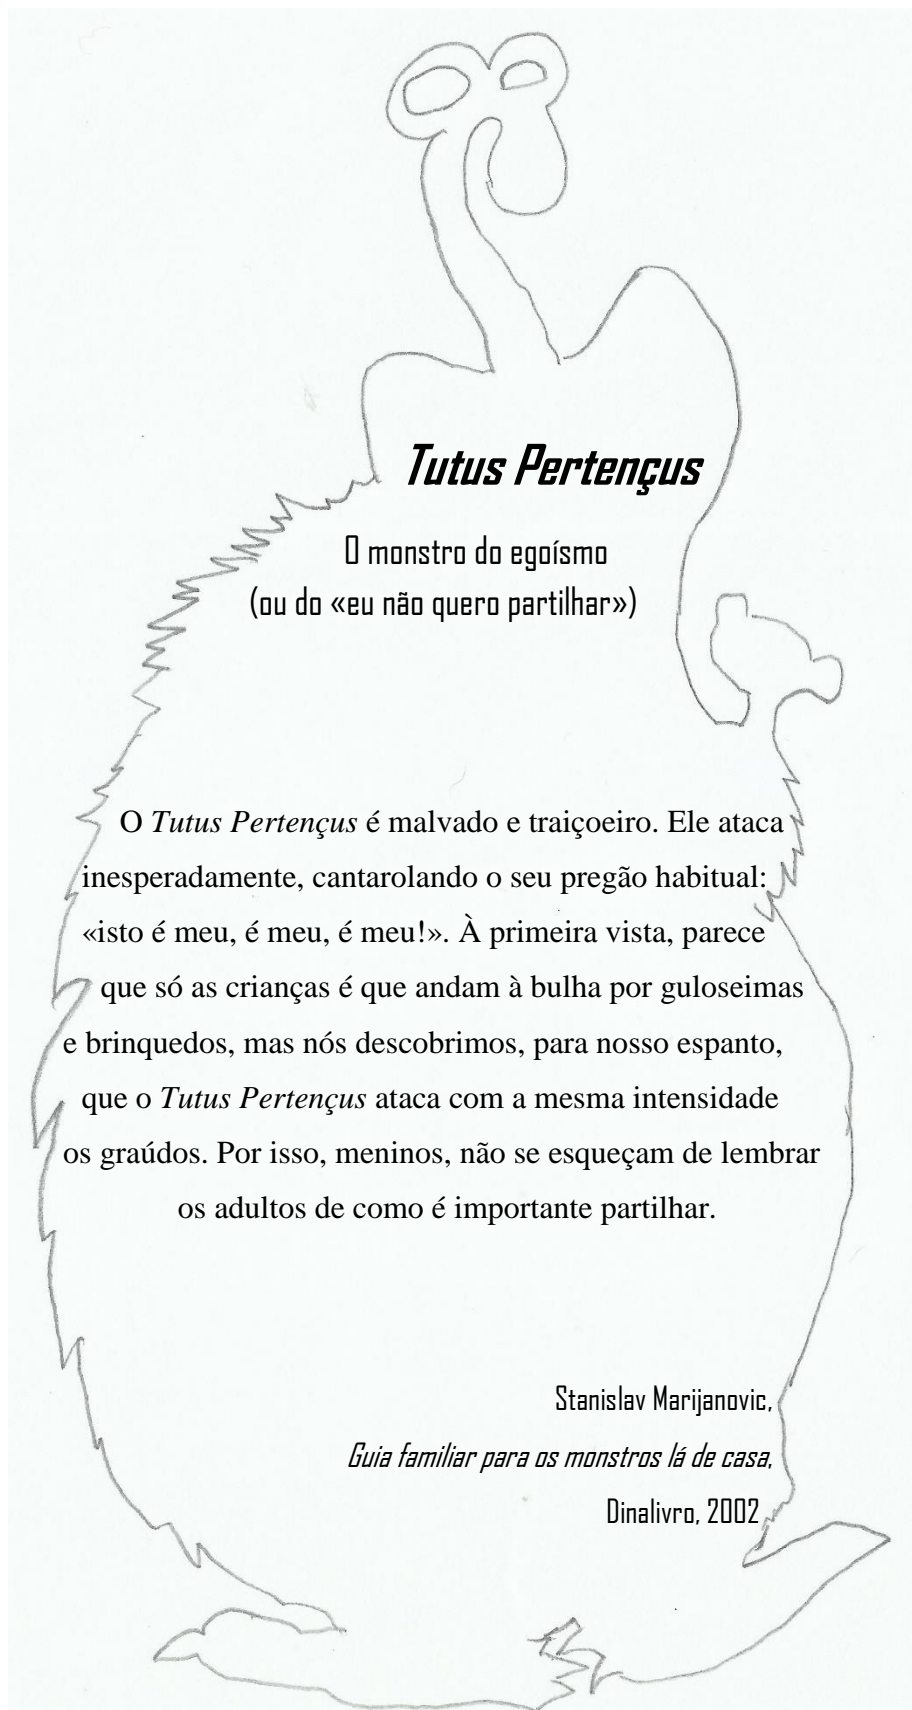 Tutus Pertençus
O monstro do egoísmo
(ou do «eu não quero partilhar»)
O Tutus Pertençus é malvado e traiçoeiro. Ele ataca
inesperadamente, cantarolando o seu pregão habitual:
«isto é meu, é meu, é meu!». À primeira vista, parece
que só as crianças é que andam à bulha por guloseimas
e brinquedos, mas nós descobrimos, para nosso espanto,
que o Tutus Pertençus ataca com a mesma intensidade
os graúdos. Por isso, meninos, não se esqueçam de lembrar
os adultos de como é importante partilhar.
Stanislav Marijanovic,
Guia familiar para os monstros lá de casa,
Dinalivro, 2002